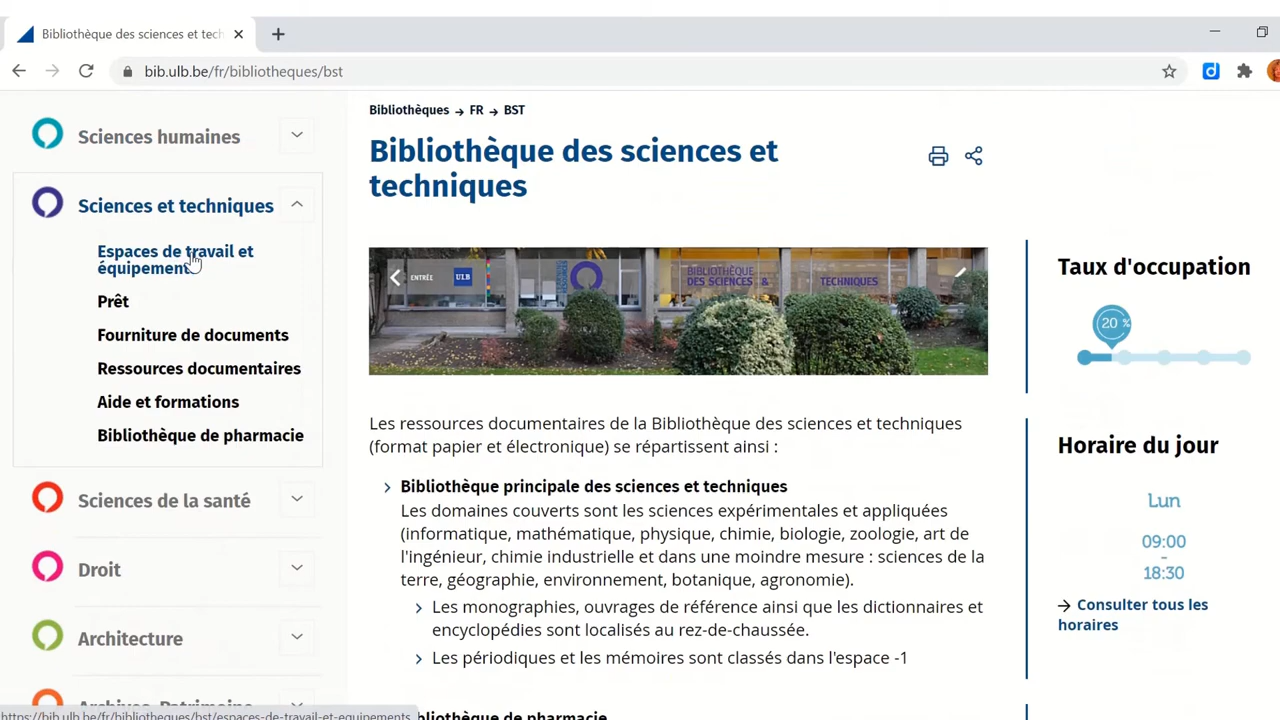 Bibliothèque des sciences et tech
bib.ulb.be/fr/bibliotheques/bst
Sciences humaines
Sciences et techniques
Espaces de travail et
équipement
Prêt
Fourniture de documents
Ressources documentaires
Aide et formations
Bibliothèque de pharmacie
Sciences de la santé
Droit
Architecture
Archives, Patrimoine
https://bib.ulb.be/fr/bibliotheques/bst/espaces-de-travail-et-equipements
Bibliothèques → FR → BST
Bibliothèque des sciences et
techniques
ENTRÉE ULB
BIBLIOTHÈQUE
DES SCIENCES & TECHNIQUES
Les ressources documentaires de la Bibliothèque des sciences et techniques
(format papier et électronique) se répartissent ainsi :
Bibliothèque principale des sciences et techniques
Les domaines couverts sont les sciences expérimentales et appliquées
(informatique, mathématique, physique, chimie, biologie, zoologie, art de
l'ingénieur, chimie industrielle et dans une moindre mesure : sciences de la
terre, géographie, environnement, botanique, agronomie).
Les monographies, ouvrages de référence ainsi que les dictionnaires et
encyclopédies sont localisés au rez-de-chaussée.
Les périodiques et les mémoires sont classés dans l'espace -1
bliothèque de pharmacie
Taux d'occupation
20 %
Horaire du jour
Lun
09:00
-
18:30
→ Consulter tous les
horaires